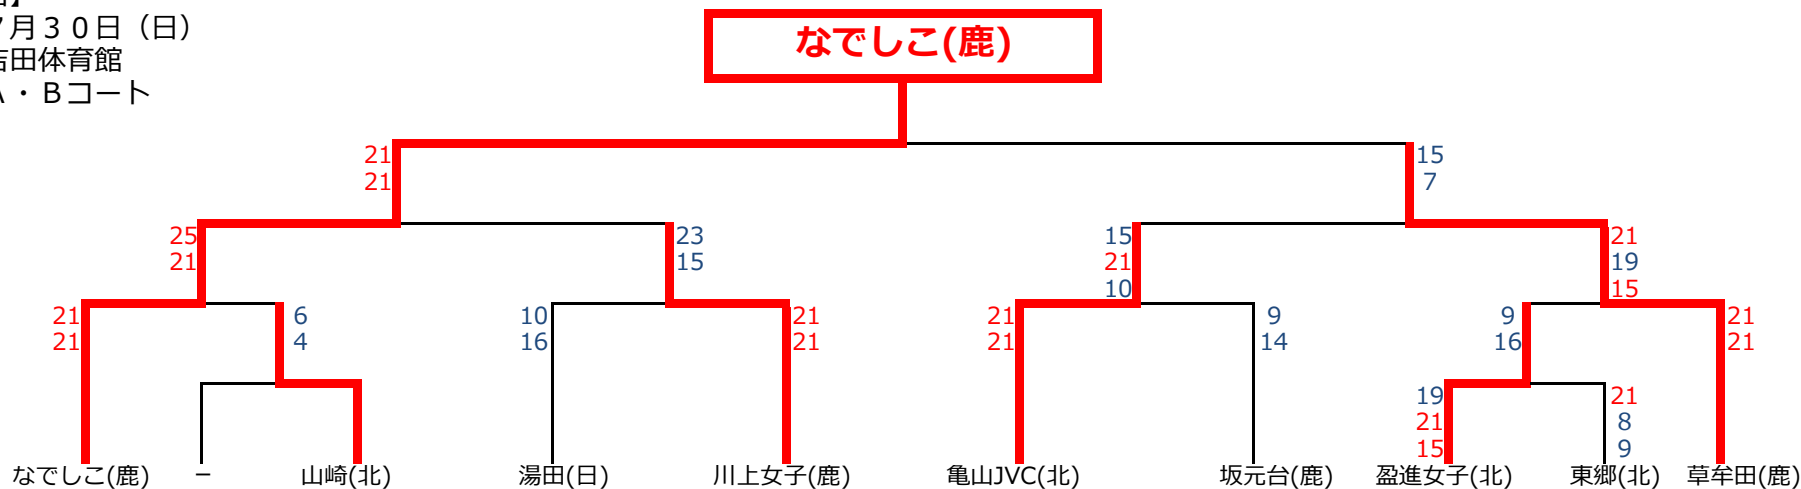 7月30日（日）
吉田体育館
A・Bコート
なでしこ(鹿)
21 15
21 7
25 23 15 21
21 15 21 19
10 15
21 6 10 21 21 9 9 21
21 4 16 21 21 14 16 21
19 21
21 8
15 9
なでしこ(鹿) － 山崎(北) 湯田(日) 川上女子(鹿) 亀山JVC(北) 坂元台(鹿) 盈進女子(北) 東郷(北) 草牟田(鹿)